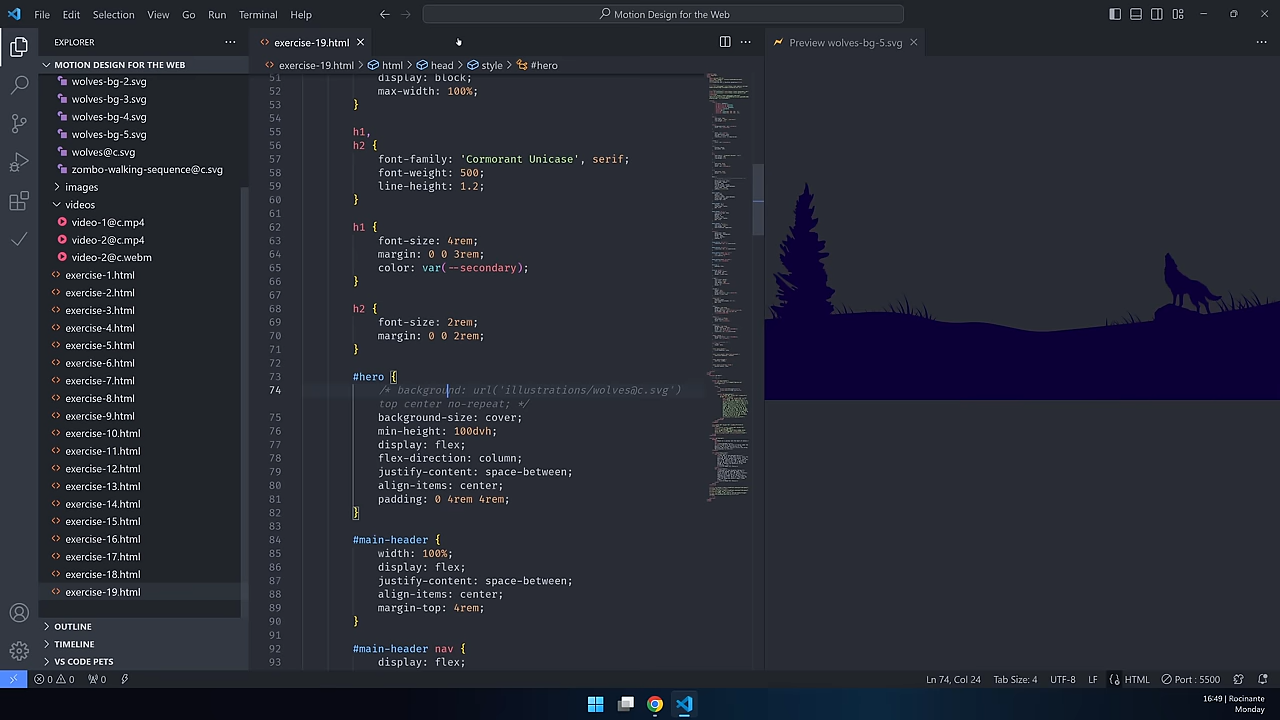 File Edit Selection View Go Run Terminal Help
Motion Design for the Web
EXPLORER
exercise-19.html
Preview wolves-bg-5.svg
MOTION DESIGN FOR THE WEB
exercise-19.html > html > head > style > #hero
wolves-bg-2.svg
wolves-bg-3.svg
wolves-bg-4.svg
wolves-bg-5.svg
wolves@c.svg
images
videos
video-1@c.mp4
video-2@c.mp4
video-2@c.webm
exercise-1.html
exercise-2.html
exercise-3.html
exercise-4.html
exercise-5.html
exercise-6.html
exercise-7.html
exercise-8.html
exercise-9.html
exercise-10.html
exercise-11.html
exercise-12.html
exercise-13.html
exercise-14.html
exercise-15.html
exercise-16.html
exercise-17.html
exercise-18.html
exercise-19.html
OUTLINE
TIMELINE
VS CODE PETS
51 display: block;
52 max-width: 100%;
53 }
54
55 h1,
56 h2 {
57 font-family: 'Cormorant Unicase', serif;
58 font-weight: 500;
59 line-height: 1.2;
60 }
61
62 h1 {
63 font-size: 4rem;
64 margin: 0 0 2rem;
65 color: var(--secondary);
66 }
67
68 h2 {
69 font-size: 2rem;
70 margin: 0 0 2rem;
71 }
72
73 #hero {
74 /* background: url('illustrations/wolves@c.svg')
top center no-repeat; */
75 background-size: cover;
76 min-height: 100dvh;
77 display: flex;
78 flex-direction: column;
79 justify-content: space-between;
80 align-items: center;
81 padding: 0 4rem 4rem;
82 }
83
84 #main-header {
85 width: 100%;
86 display: flex;
87 justify-content: space-between;
88 align-items: center;
89 margin-top: 4rem;
90 }
91
92 #main-header nav {
93 display: flex;
0 0 0
Ln 74, Col 24 Tab Size: 4 UTF-8 LF HTML Port : 5500
16:49 | Rocinante
Monday